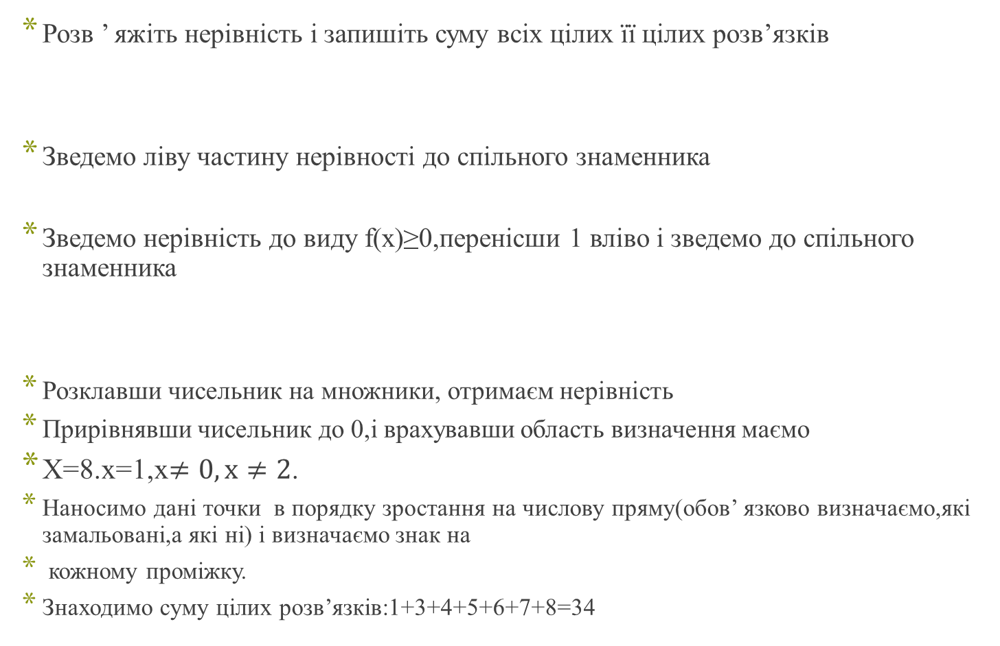 * Розв ’ яжіть нерівність і запишіть суму всіх цілих її цілих розв’язків
* Зведемо ліву частину нерівності до спільного знаменника
* Зведемо нерівність до виду f(x)≥0,перенісши 1 вліво і зведемо до спільного
знаменника
* Розклавши чисельник на множники, отримаєм нерівність
* Прирівнявши чисельник до 0,і врахувавши область визначення маємо
* X=8.x=1,x≠ 0, x ≠ 2.
* Наносимо дані точки в порядку зростання на числову пряму(обов’ язково визначаємо,які
замальовані,а які ні) і визначаємо знак на
* кожному проміжку.
* Знаходимо суму цілих розв’язків:1+3+4+5+6+7+8=34